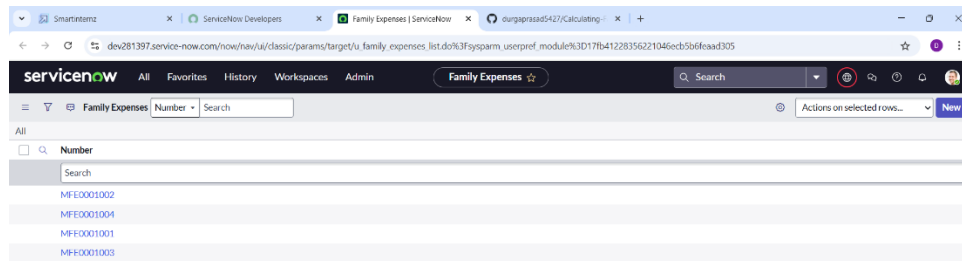 Smartinternz
ServiceNow Developers
Family Expenses | ServiceNow
durgaprasad5427/Calculating-
dev281397.service-now.com/now/nav/ui/classic/params/target/u_family_expenses_list.do%3Fsysparm_userpref_module%3D17fb41228356221046ecb5b6feaad305
servicenow All Favorites History Workspaces Admin Family Expenses Search
Family Expenses Number Search Actions on selected rows... New
All
Number
Search
MFE0001002
MFE0001004
MFE0001001
MFE0001003